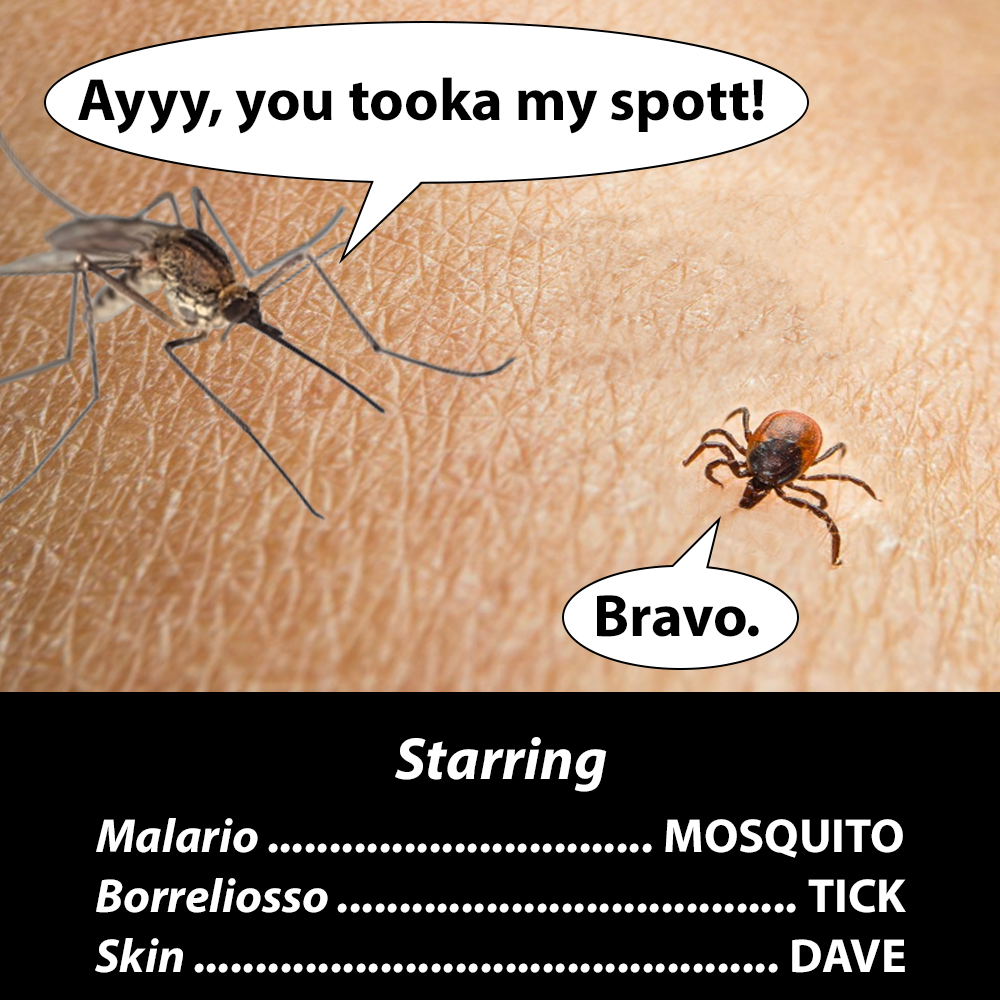 Ayyy, you tooka my spott!
Bravo.
Starring
Malario ............................... MOSQUITO
Borreliosso ..................................... TICK
Skin ............................................... DAVE